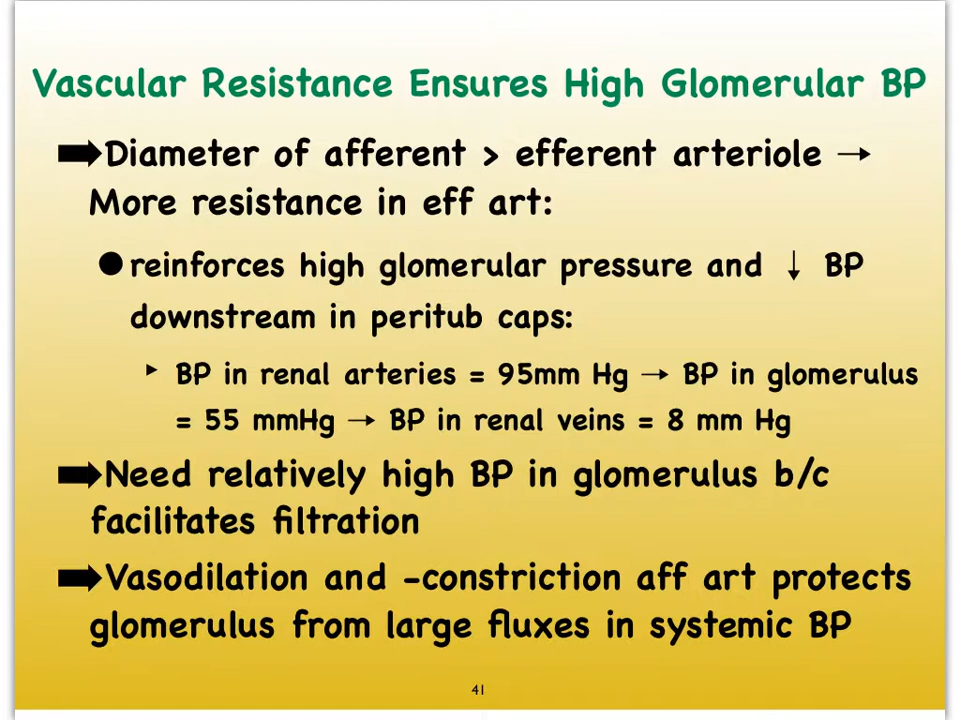 Vascular Resistance Ensures High Glomerular BP
➡Diameter of afferent > efferent arteriole →
More resistance in eff art:
●reinforces high glomerular pressure and ↓ BP
downstream in peritub caps:
‣ BP in renal arteries = 95mm Hg → BP in glomerulus
= 55 mmHg → BP in renal veins = 8 mm Hg
➡Need relatively high BP in glomerulus b/c
facilitates filtration
➡Vasodilation and -constriction aff art protects
glomerulus from large fluxes in systemic BP
41